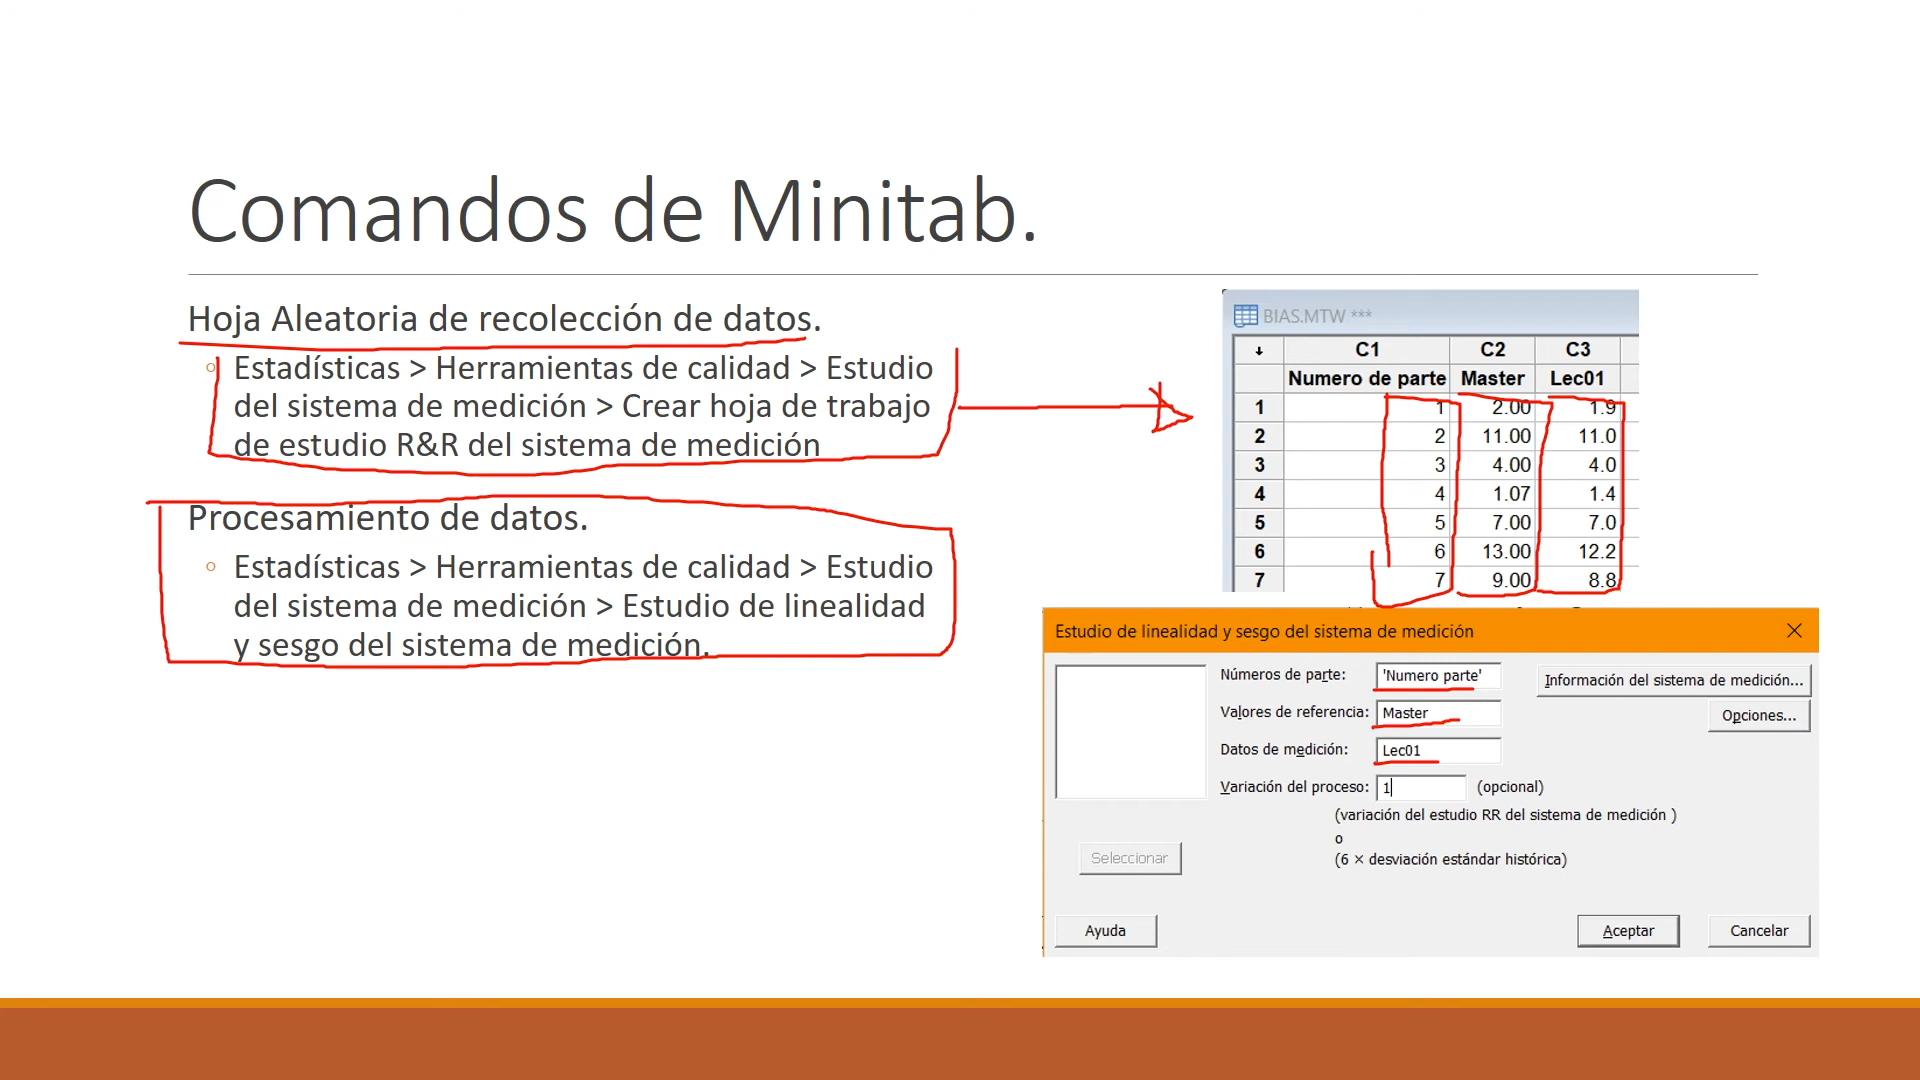 Comandos de Minitab.
Hoja Aleatoria de recolección de datos.
Estadísticas > Herramientas de calidad > Estudio
del sistema de medición > Crear hoja de trabajo
de estudio R&R del sistema de medición
Procesamiento de datos.
Estadísticas > Herramientas de calidad > Estudio
del sistema de medición > Estudio de linealidad
y sesgo del sistema de medición.
BIAS.MTW ***
C1 C2 C3
Numero de parte Master Lec01
1 1 2.00 1.9
2 2 11.00 11.0
3 3 4.00 4.0
4 4 1.07 1.4
5 5 7.00 7.0
6 6 13.00 12.2
7 7 9.00 8.8
Estudio de linealidad y sesgo del sistema de medición
Números de parte: 'Numero parte' Información del sistema de medición...
Valores de referencia: Master Opciones...
Datos de medición: Lec01
Variación del proceso: 1 (opcional)
(variación del estudio RR del sistema de medición )
o
(6 × desviación estándar histórica)
Seleccionar
Ayuda Aceptar Cancelar